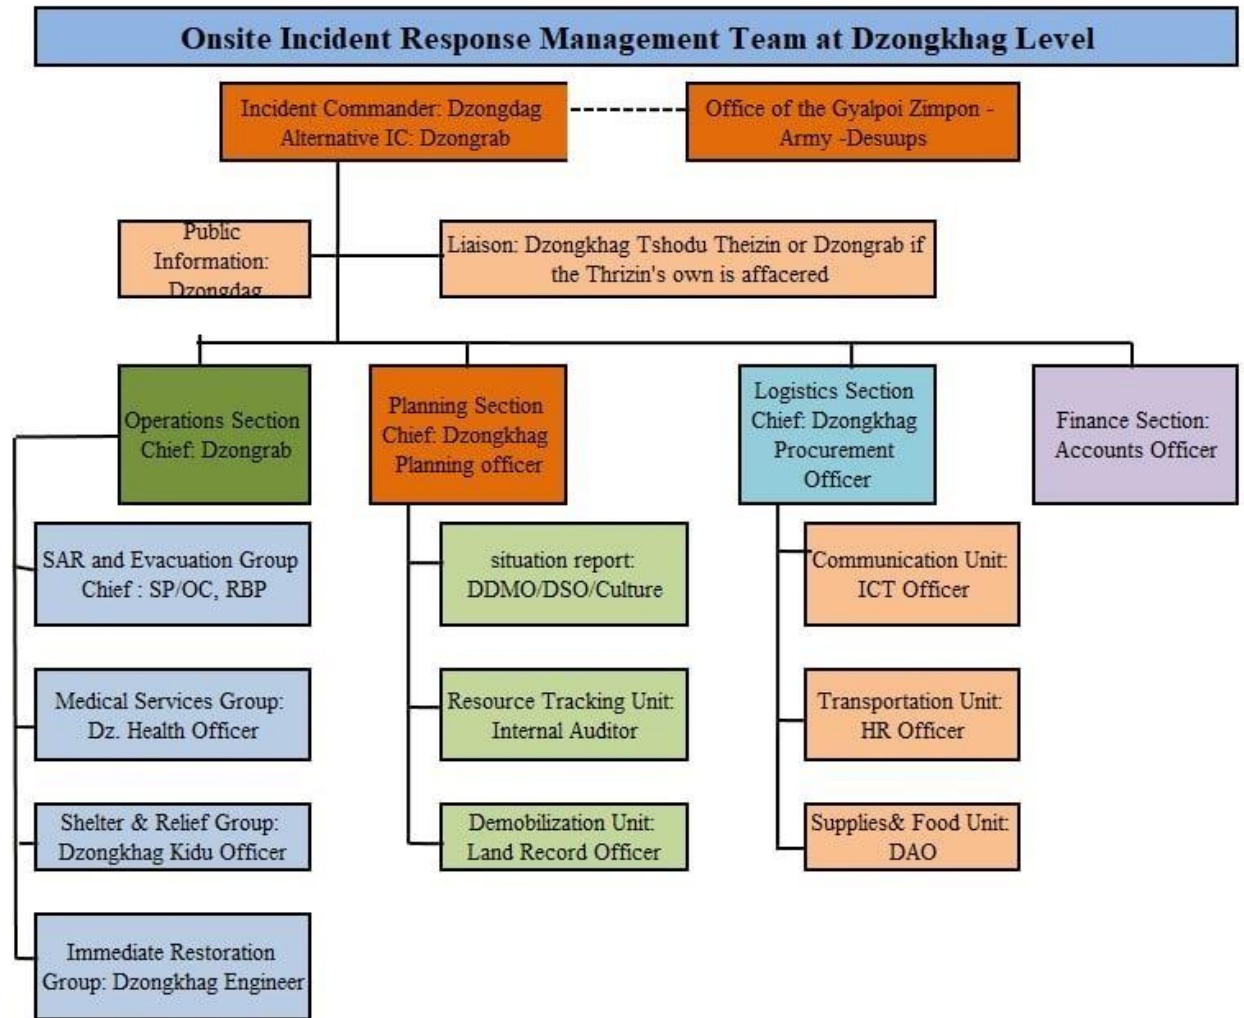 Onsite Incident Response Management Team at Dzongkhag Level
Incident Commander: Dzongdag
Alternative IC: Dzongrab
Office of the Gyalpoi Zimpon -
Army -Desuups
Public
Information:
Dzongdag
Liaison: Dzongkhag Tshodu Theizin or Dzongrab if
the Thrizin's own is affacered
Operations Section
Chief: Dzongrab
Planning Section
Chief: Dzongkhag
Planning officer
Logistics Section
Chief: Dzongkhag
Procurement
Officer
Finance Section:
Accounts Officer
SAR and Evacuation Group
Chief : SP/OC, RBP
situation report:
DDMO/DSO/Culture
Communication Unit:
ICT Officer
Medical Services Group:
Dz. Health Officer
Resource Tracking Unit:
Internal Auditor
Transportation Unit:
HR Officer
Shelter & Relief Group:
Dzongkhag Kidu Officer
Demobilization Unit:
Land Record Officer
Supplies& Food Unit:
DAO
Immediate Restoration
Group: Dzongkhag Engineer